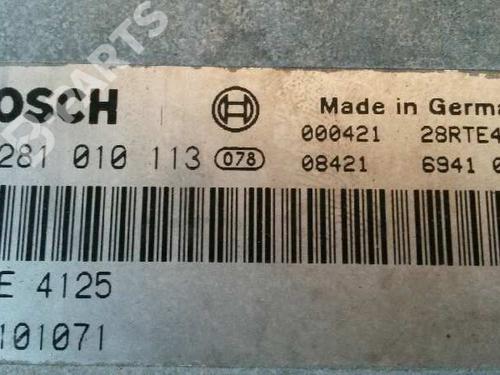 OSCH
Made in Germa
000421 28RTE4
281 010 113 078
08421 6941
E 4125
101071